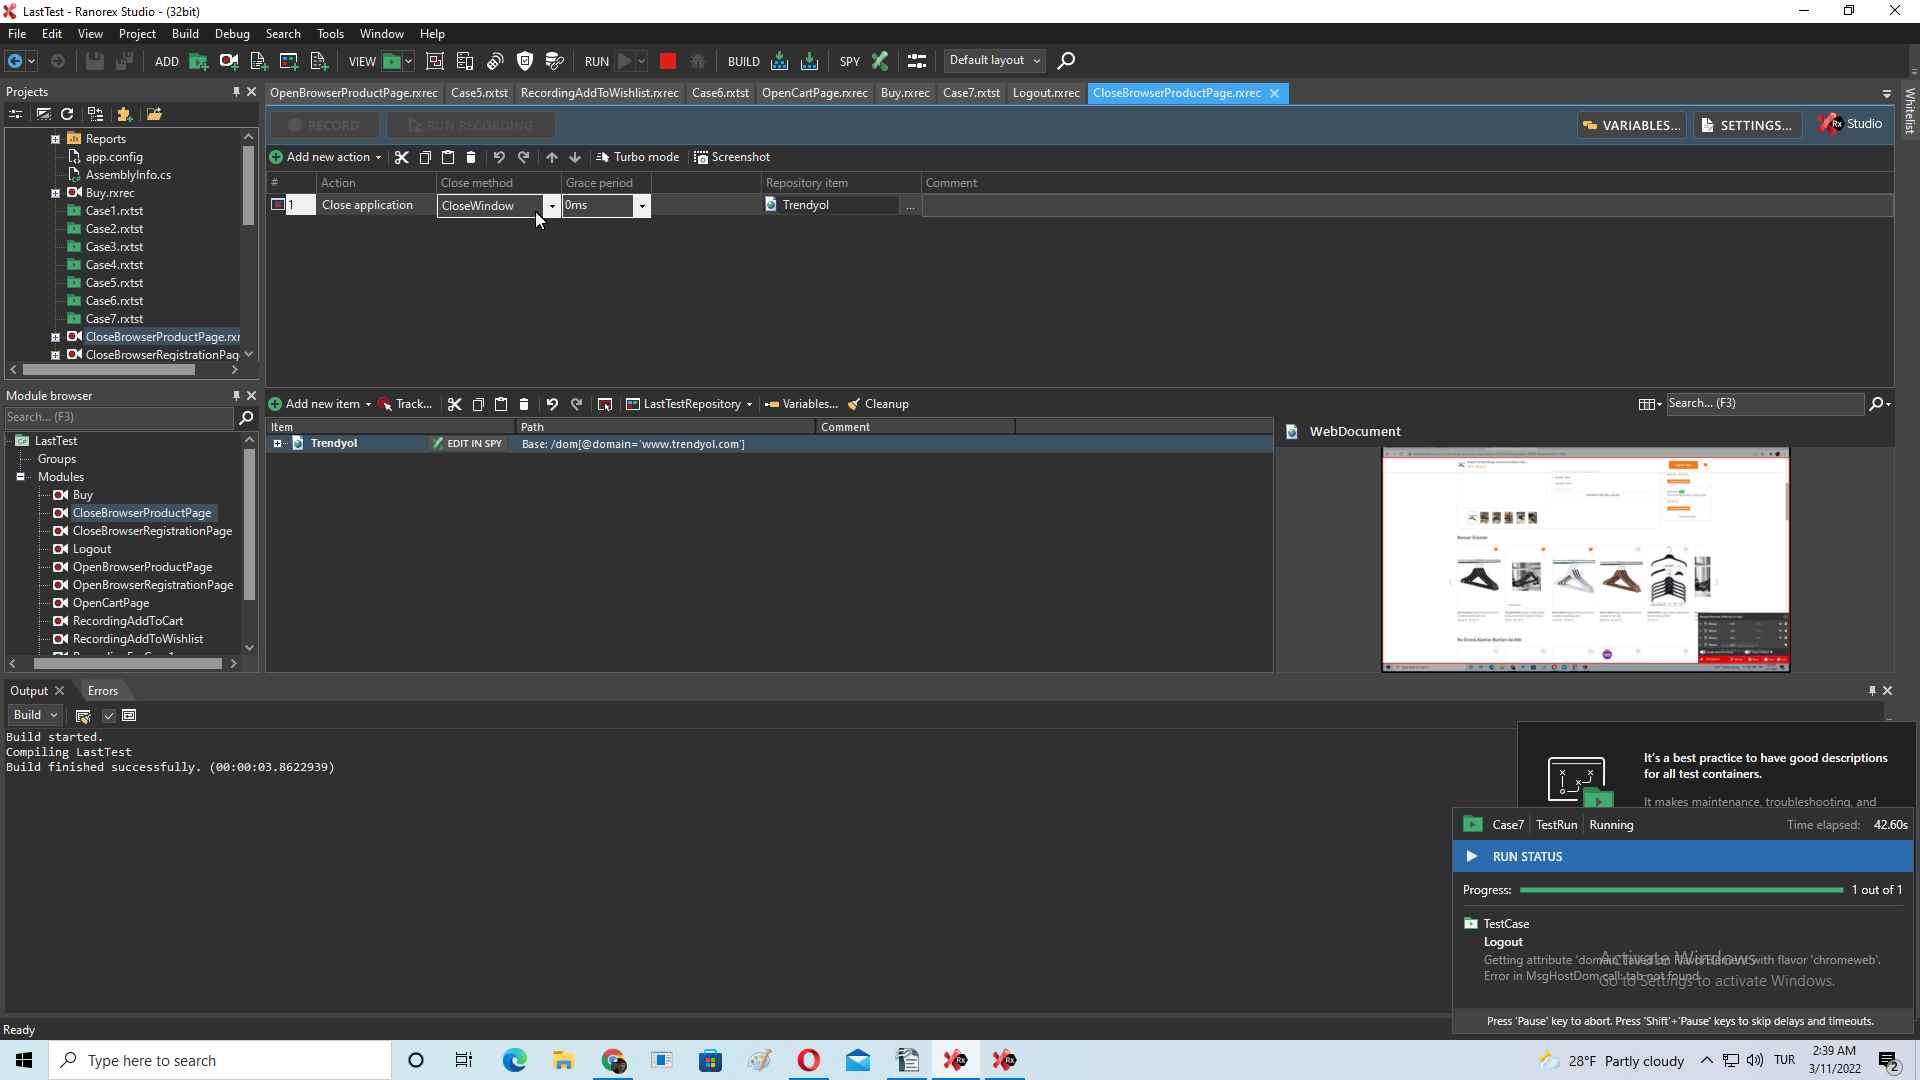 LastTest - Ranorex Studio - (32bit)
File Edit View Project Build Debug Search Tools Window Help
ADD VIEW RUN BUILD SPY Default layout
Projects
OpenBrowserProductPage.rxrec Case5.rxtst RecordingAddToWishlist.rxrec Case6.rxtst OpenCartPage.rxrec Buy.rxrec Case7.rxtst Logout.rxrec CloseBrowserProductPage.rxrec
Whitelist
RECORD RUN RECORDING VARIABLES... SETTINGS... Rx Studio
Add new action Turbo mode Screenshot
# Action Close method Grace period Repository item Comment
1 Close application CloseWindow 0ms Trendyol ...
Reports
app.config
AssemblyInfo.cs
Buy.rxrec
Case1.rxtst
Case2.rxtst
Case3.rxtst
Case4.rxtst
Case5.rxtst
Case6.rxtst
Case7.rxtst
CloseBrowserProductPage.rxr
CloseBrowserRegistrationPag
Module browser
Search... (F3)
LastTest
Groups
Modules
Buy
CloseBrowserProductPage
CloseBrowserRegistrationPage
Logout
OpenBrowserProductPage
OpenBrowserRegistrationPage
OpenCartPage
RecordingAddToCart
RecordingAddToWishlist
Add new item Track... LastTestRepository Variables... Cleanup Search... (F3)
Item Path Comment
Trendyol EDIT IN SPY Base: /dom[@domain='www.trendyol.com']
WebDocument
Output Errors
Build
Build started.
Compiling LastTest
Build finished successfully. (00:00:03.8622939)
It's a best practice to have good descriptions
for all test containers.
It makes maintenance, troubleshooting, and
Case7 TestRun Running Time elapsed: 42.60s
RUN STATUS
Progress: 1 out of 1
TestCase
Logout
Getting attribute 'domain' failed on with flavor 'chromeweb'.
Error in MsgHostDom call: tab not found
Activate Windows
Go to Settings to activate Windows.
Press 'Pause' key to abort. Press 'Shift'+'Pause' keys to skip delays and timeouts.
Ready
Type here to search
28°F Partly cloudy TUR 2:39 AM
3/11/2022
2